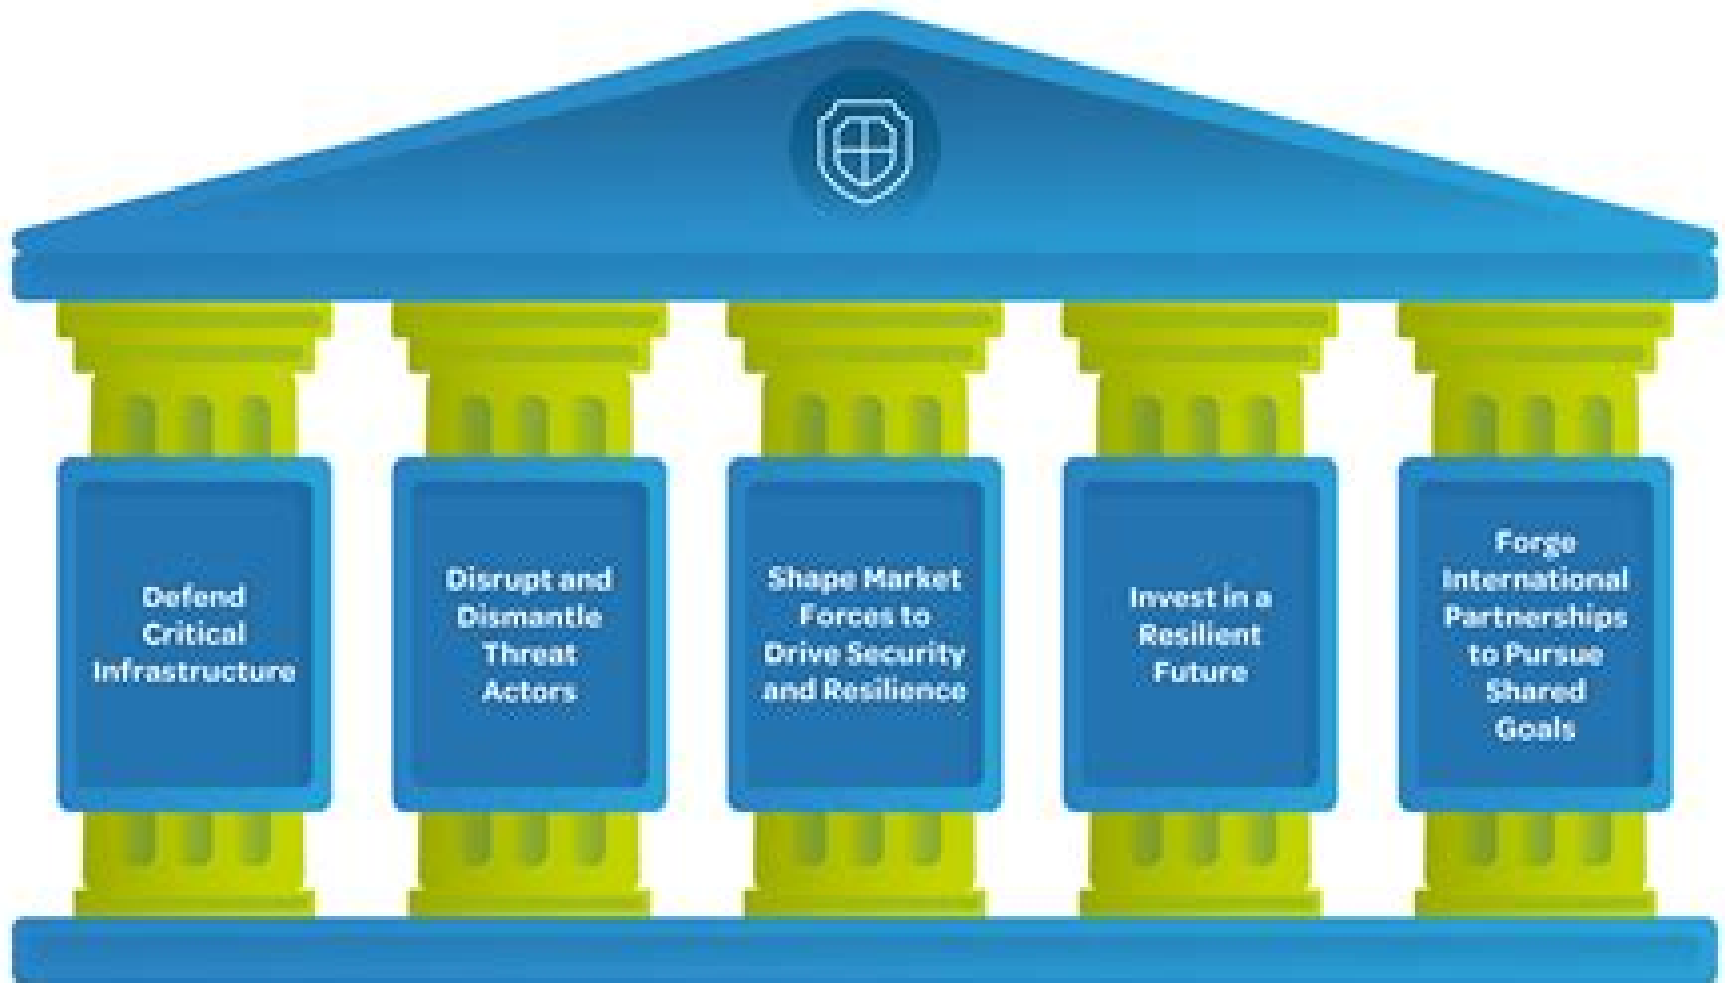 Defend
Critical
Infrastructure
Disrupt and
Dismantle
Threat
Actors
Shape Market
Forces to
Drive Security
and Resilience
Invest in a
Resilient
Future
Forge
International
Partnerships
to Pursue
Shared
Goals